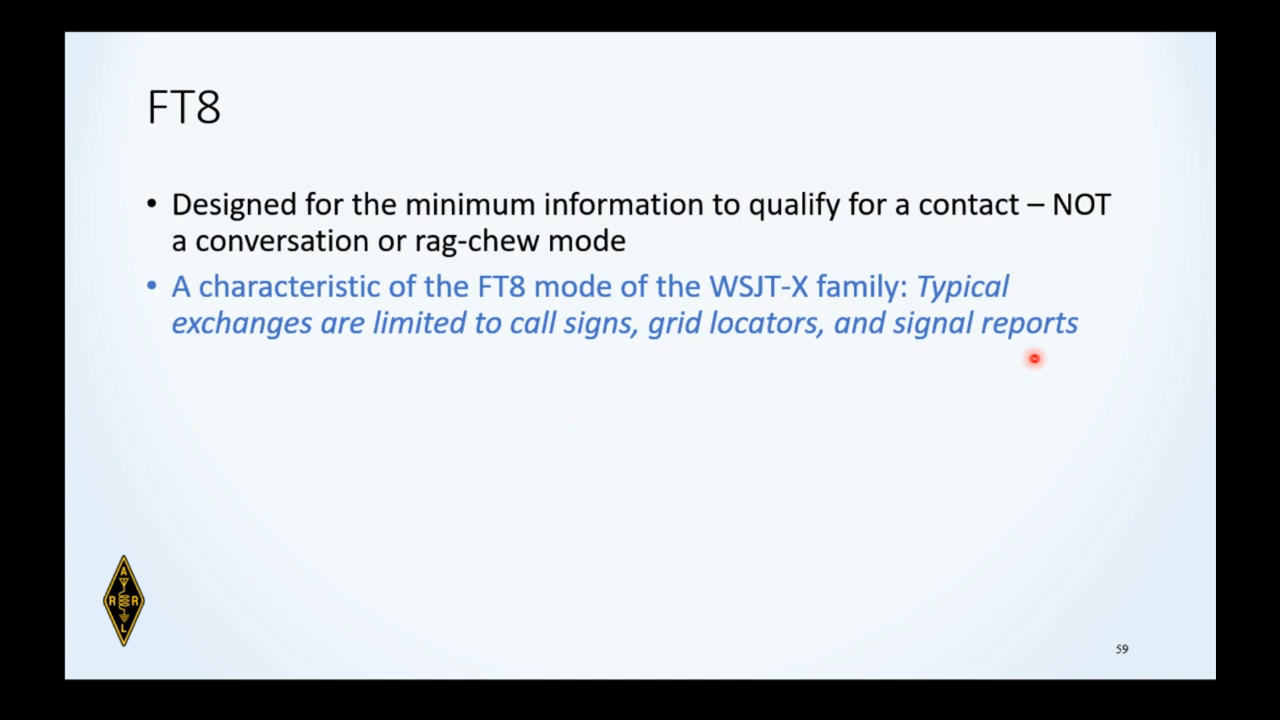 FT8
• Designed for the minimum information to qualify for a contact – NOT
a conversation or rag-chew mode
• A characteristic of the FT8 mode of the WSJT-X family: Typical
exchanges are limited to call signs, grid locators, and signal reports
A
R R
L
59